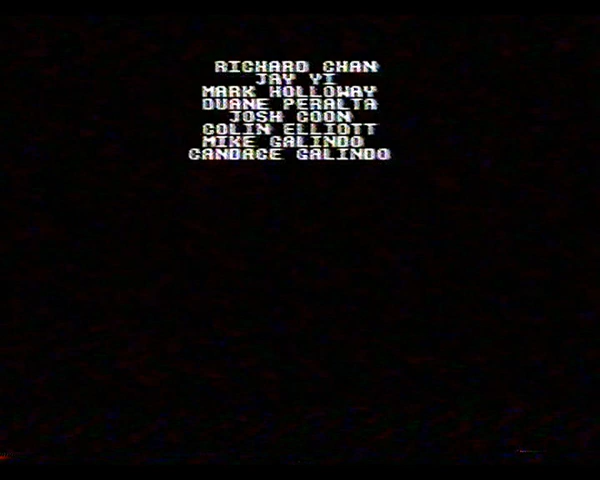 RICHARD CHAN
JAY YI
MARK HOLLOWAY
DUANE PERALTA
JOSH COON
COLIN ELLIOTT
MIKE GALINDO
CANDACE GALINDO